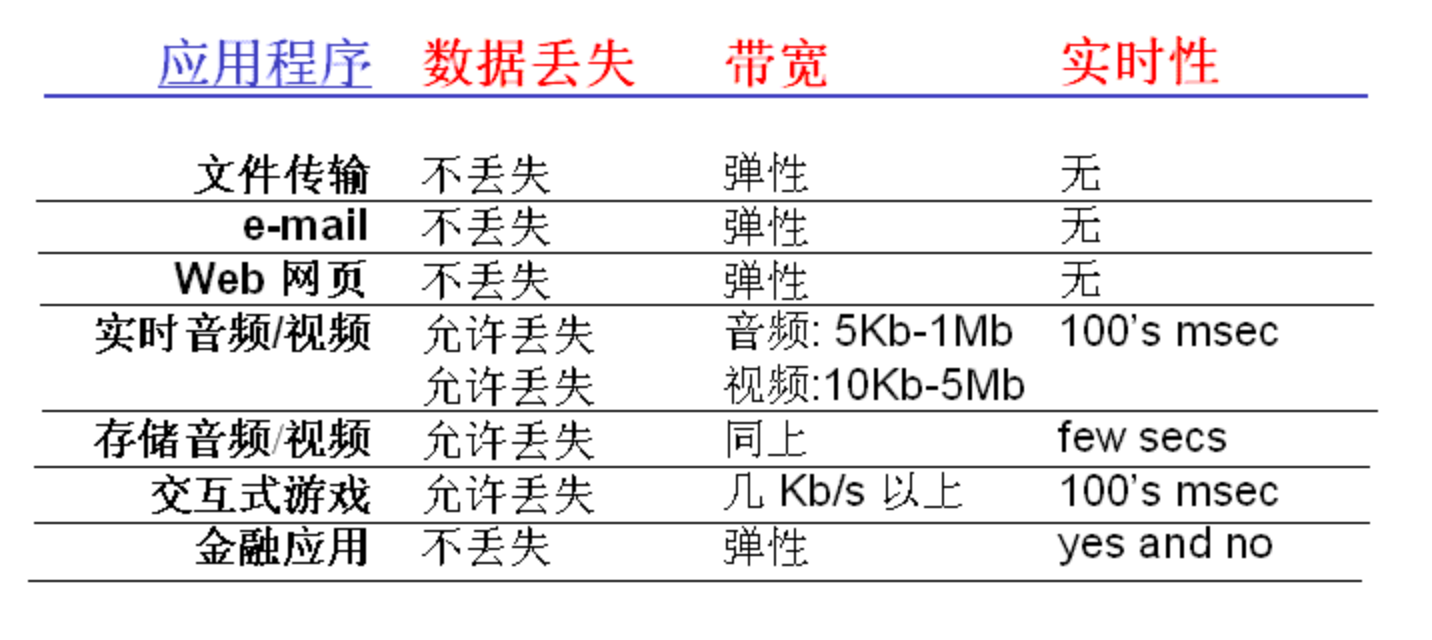 应用程序 数据丢失 带宽 实时性
文件传输 不丢失 弹性 无
e-mail 不丢失 弹性 无
Web 网页 不丢失 弹性 无
实时音频/视频 允许丢失 音频: 5Kb-1Mb 100's msec
允许丢失 视频:10Kb-5Mb
存储音频/视频 允许丢失 同上 few secs
交互式游戏 允许丢失 几 Kb/s 以上 100's msec
金融应用 不丢失 弹性 yes and no